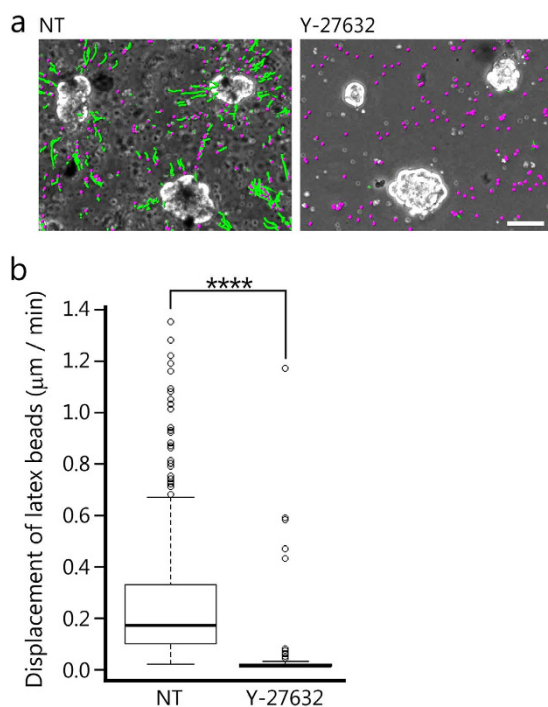 a
NT
Y-27632
b
****
Displacement of latex beads (μm / min)
1.4
1.2
1.0
0.8
0.6
0.4
0.2
0.0
NT
Y-27632